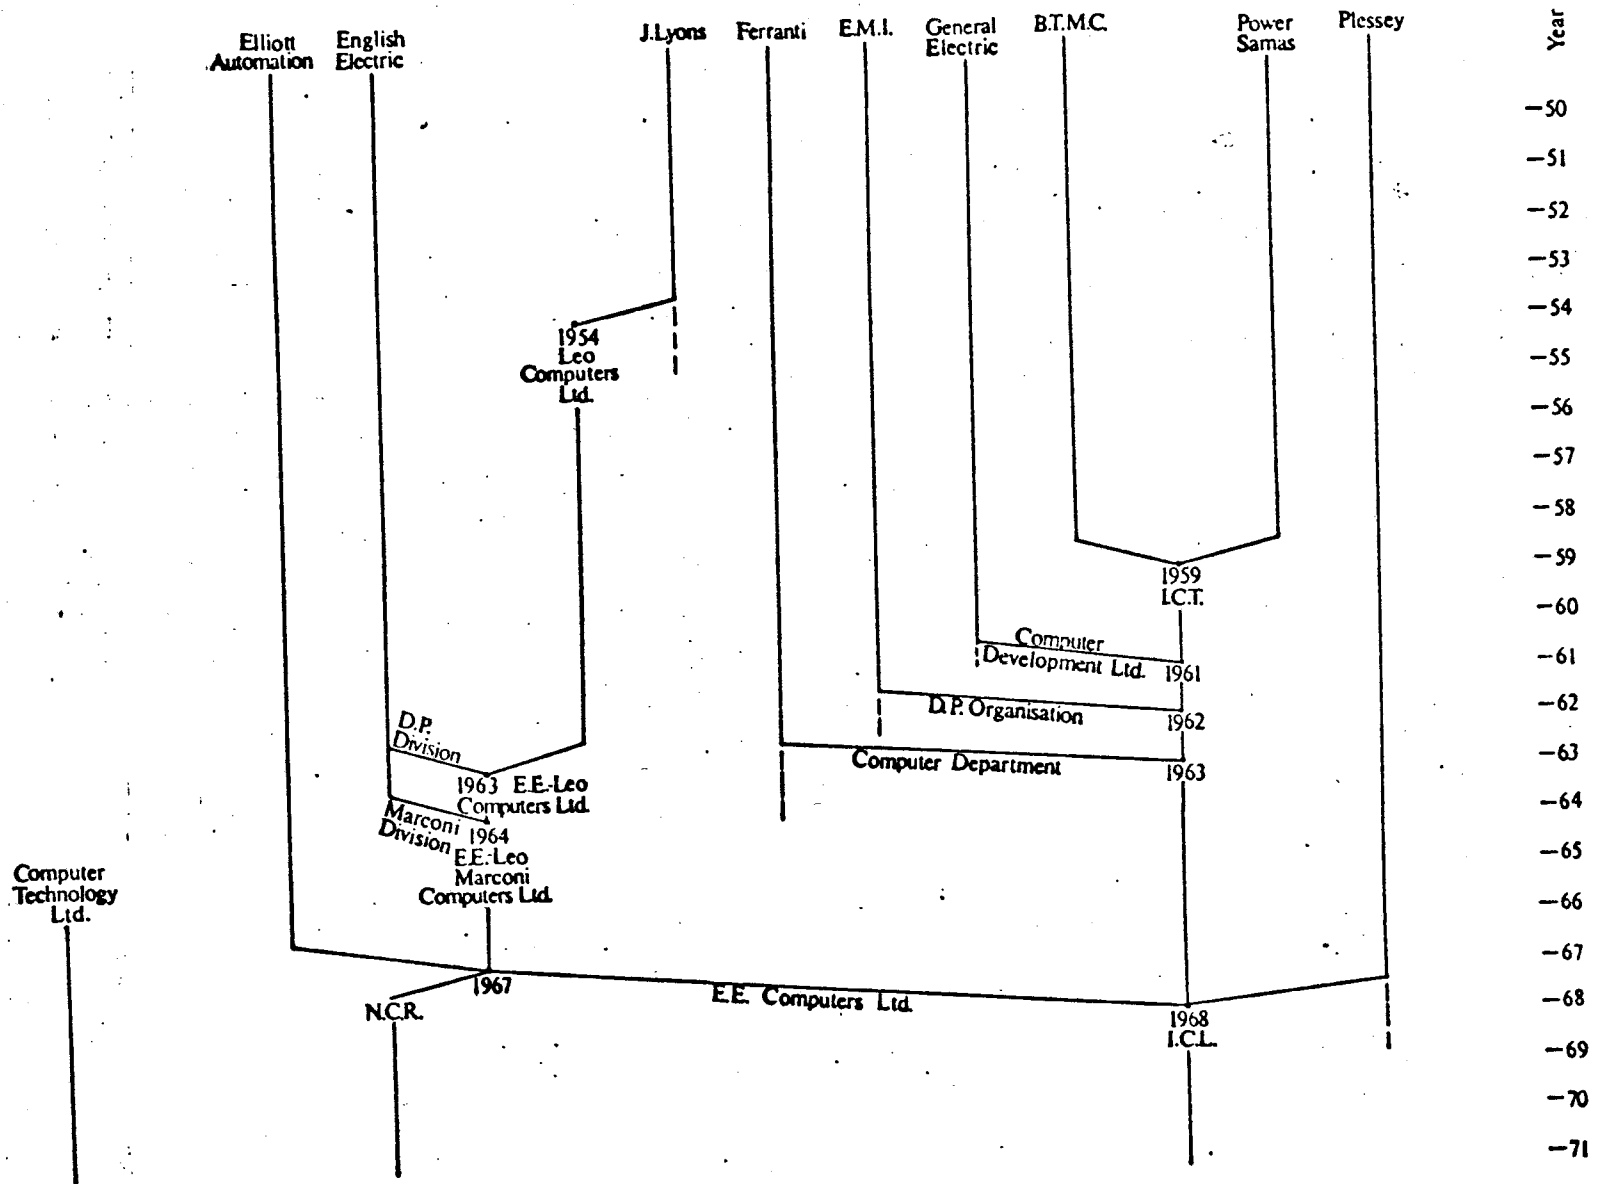 Elliott
Automation
English
Electric
J.Lyons
Ferranti
E.M.I.
General
Electric
B.T.M.C.
Power
Samas
Plessey
Year
—50
—51
—52
—53
—54
—55
—56
—57
—58
—59
—60
—61
—62
—63
—64
—65
—66
—67
—68
—69
—70
—71
1954
Leo
Computers
Ltd.
1959
I.C.T.
Computer
Development Ltd.
1961
D.P. Organisation
1962
Computer Department
1963
D.P.
Division
1963 E.E.-Leo
Computers Ltd.
Marconi
Division
1964
E.E.-Leo
Marconi
Computers Ltd.
Computer
Technology
Ltd.
1967
N.C.R.
E.E. Computers Ltd.
1968
I.C.L.